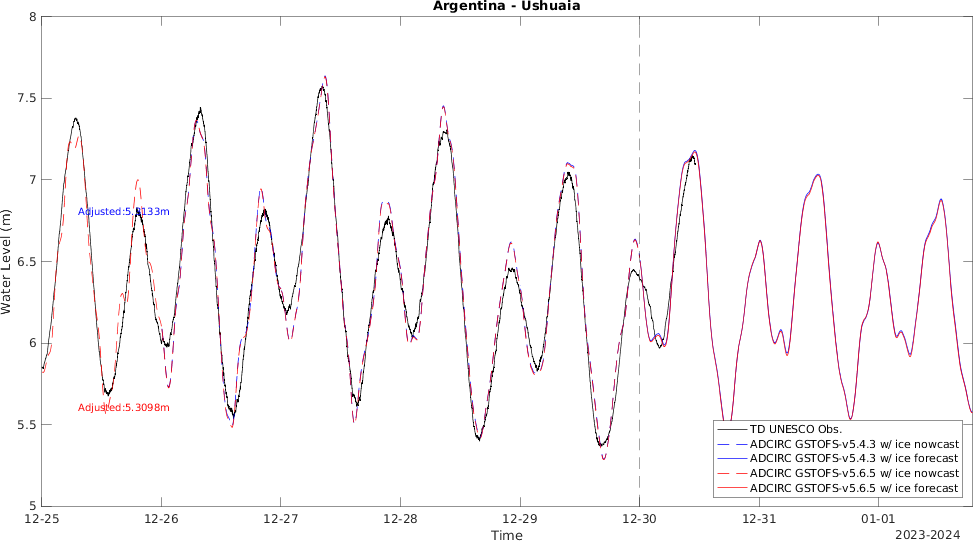 Argentina - Ushuaia
Water Level (m)
8
7.5
7
6.5
6
5.5
5
Adjusted:5.3133m
Adjusted:5.3098m
TD UNESCO Obs.
ADCIRC GSTOFS-v5.4.3 w/ ice nowcast
ADCIRC GSTOFS-v5.4.3 w/ ice forecast
ADCIRC GSTOFS-v5.6.5 w/ ice nowcast
ADCIRC GSTOFS-v5.6.5 w/ ice forecast
12-25 12-26 12-27 12-28 12-29 12-30 12-31 01-01
Time
2023-2024